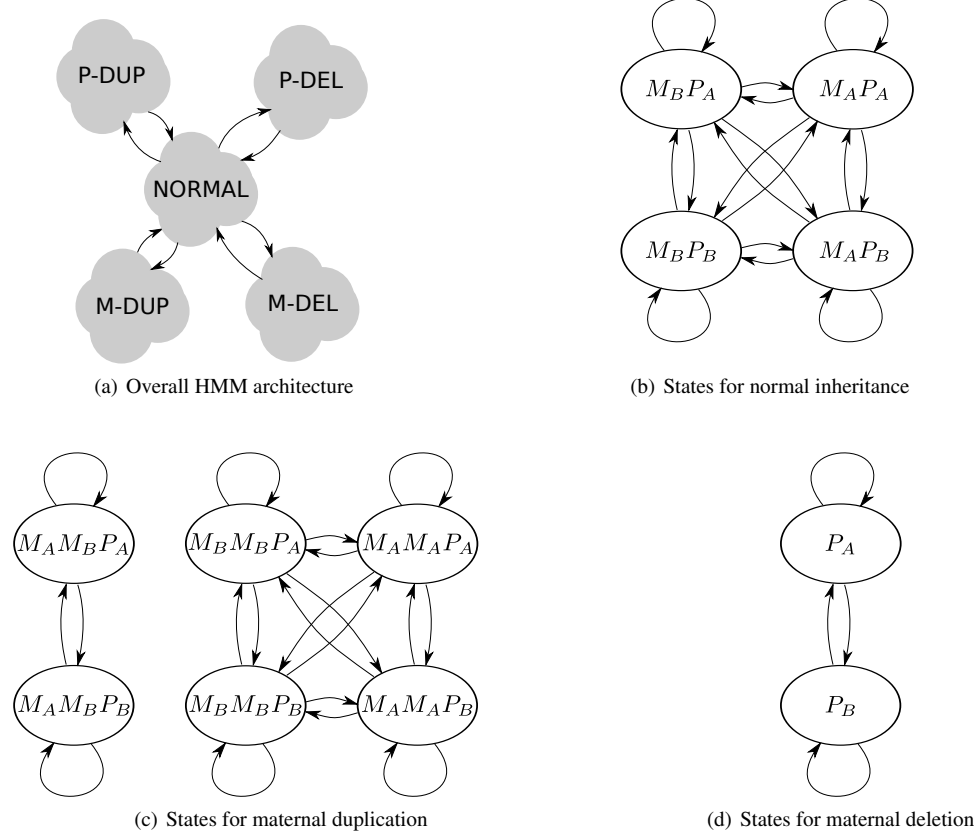 P-DUP
P-DEL
NORMAL
M-DUP
M-DEL
(a) Overall HMM architecture
M_BP_A
M_AP_A
M_BP_B
M_AP_B
(b) States for normal inheritance
M_AM_BP_A
M_BM_BP_A
M_AM_AP_A
M_AM_BP_B
M_BM_BP_B
M_AM_AP_B
(c) States for maternal duplication
P_A
P_B
(d) States for maternal deletion